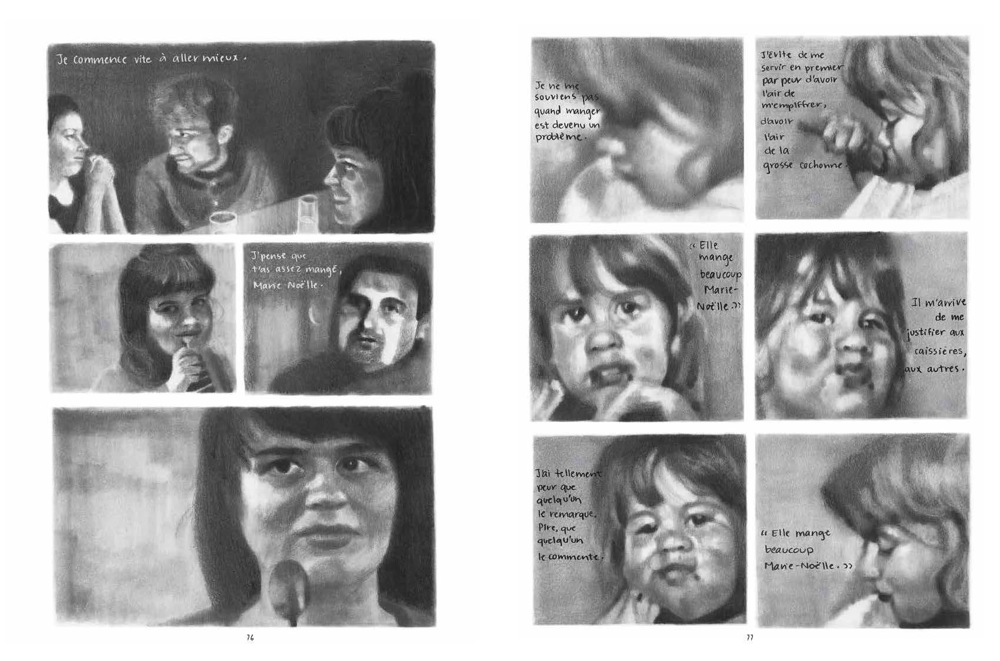 Je commence vite à aller mieux.
J'pense que
t'as assez mangé,
Marie-Noëlle.
76
Je ne me
souviens pas
quand manger
est devenu un
problème.
J'évite de me
servir en premier
par peur d'avoir
l'air de
m'empiffrer,
d'avoir
l'air
de la
grosse cochonne.
« Elle
mange
beaucoup
Marie-
Noëlle. »
Il m'arrive
de me
justifier aux
caissières,
aux autres.
J'ai tellement
peur que
quelqu'un
le remarque.
Pire, que
quelqu'un
le commente.
« Elle mange
beaucoup
Marie-Noëlle. »
77